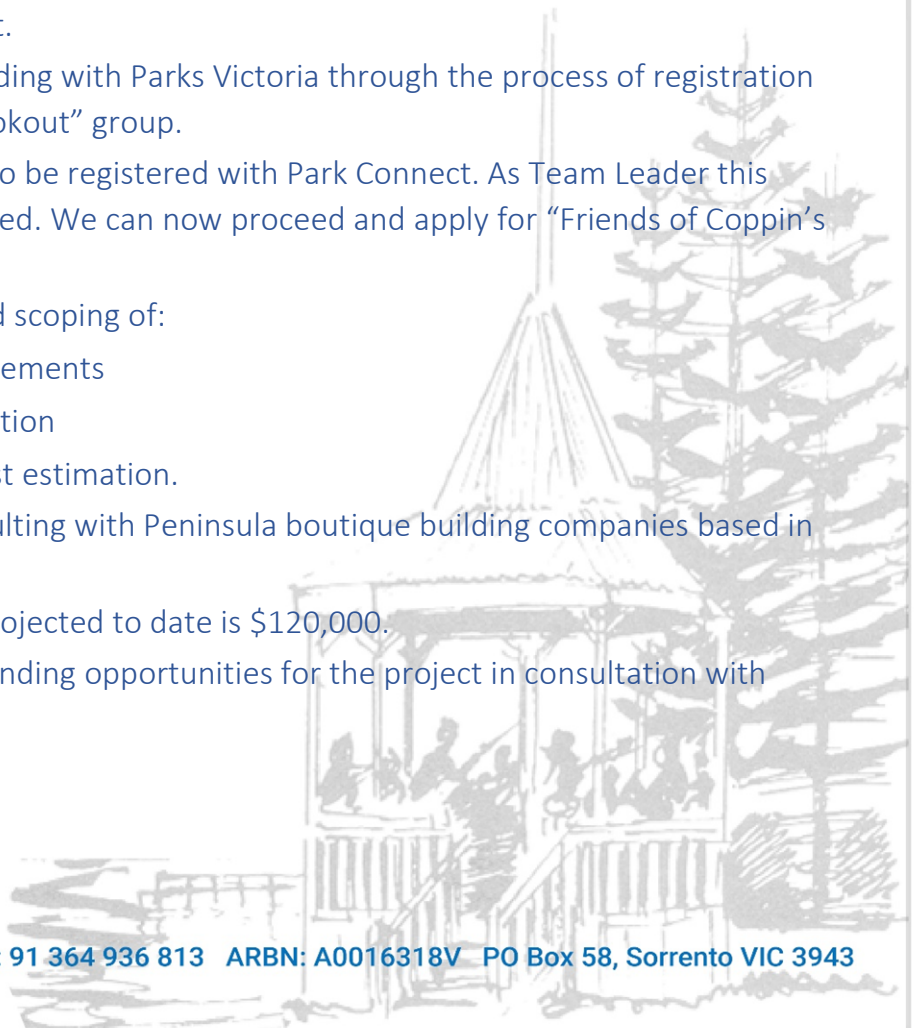 t.
ding with Parks Victoria through the process of registration
okout” group.
o be registered with Park Connect. As Team Leader this
ed. We can now proceed and apply for “Friends of Coppin’s
d scoping of:
ements
tion
st estimation.
ulting with Peninsula boutique building companies based in
ojected to date is $120,000.
nding opportunities for the project in consultation with
: 91 364 936 813 ARBN: A0016318V PO Box 58, Sorrento VIC 3943